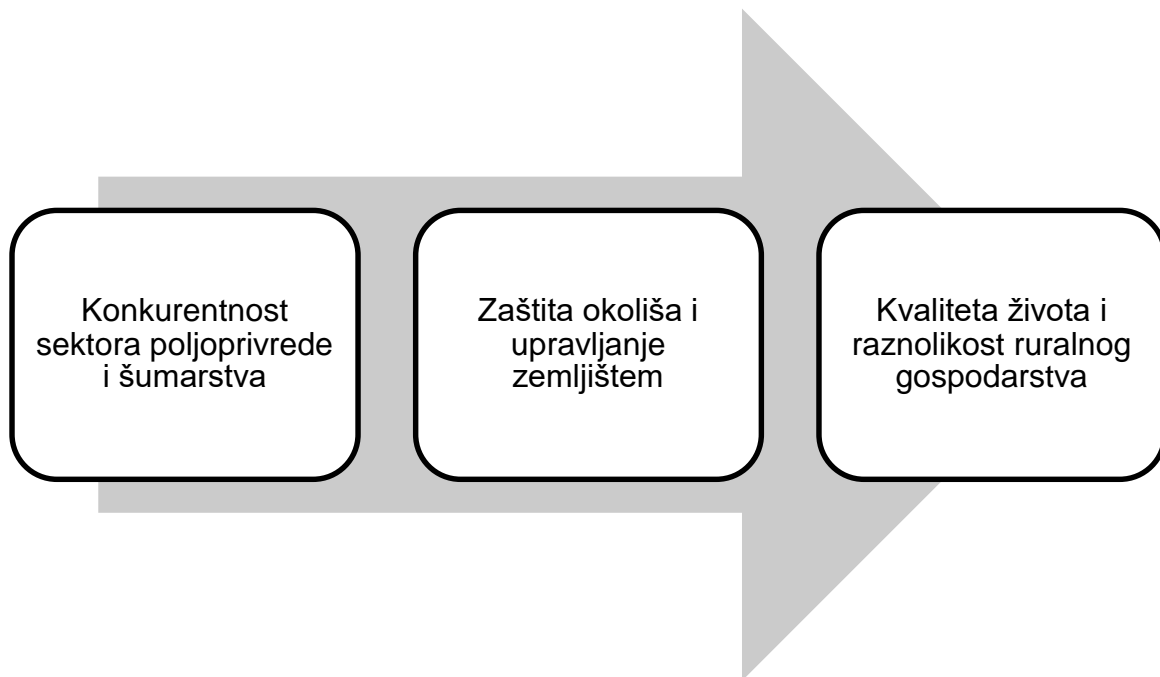 Konkurentnost
sektora poljoprivrede
i šumarstva
Zaštita okoliša i
upravljanje
zemljištem
Kvaliteta života i
raznolikost ruralnog
gospodarstva